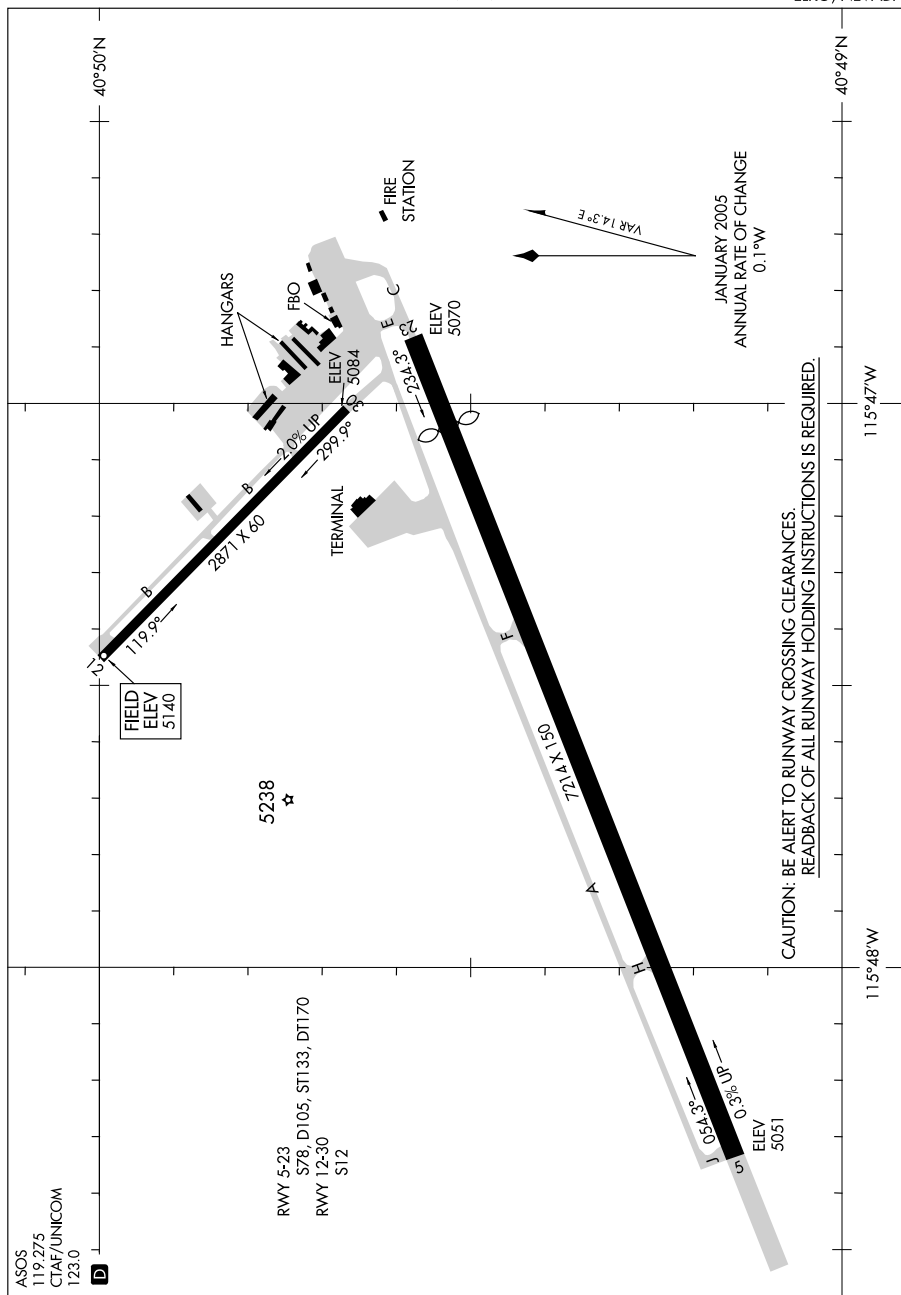 ASOS
119.275
CTAF/UNICOM
123.0
D
40°50'N
40°49'N
115°47'W
115°48'W
RWY 5-23
S78, D105, ST133, DT170
RWY 12-30
S12
5238
FIELD
ELEV
5140
12
119.9°
B
B
2871 X 60
2.0% UP
299.9°
30
ELEV
5084
HANGARS
FBO
FIRE
STATION
TERMINAL
C
E
23
ELEV
5070
234.3°
F
7214 X 150
A
H
J
054.3°
0.3% UP
5
ELEV
5051
VAR 14.3° E
JANUARY 2005
ANNUAL RATE OF CHANGE
0.1°W
CAUTION: BE ALERT TO RUNWAY CROSSING CLEARANCES.
READBACK OF ALL RUNWAY HOLDING INSTRUCTIONS IS REQUIRED.